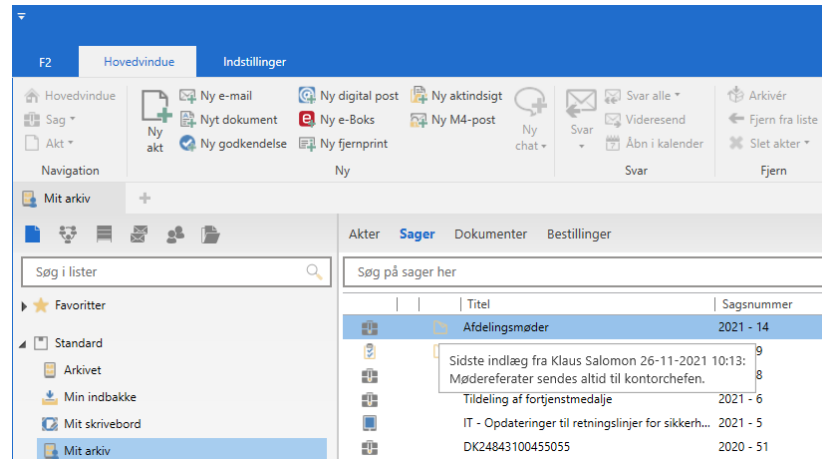 F2 Hovedvindue Indstillinger
Hovedvindue Ny e-mail Ny digital post Ny aktindsigt Svar alle Arkivér
Sag Nyt dokument Ny e-Boks Ny M4-post Videresend Fjern fra liste
Akt Ny akt Ny godkendelse Ny fjernprint Ny chat Svar Åbn i kalender Slet akter
Navigation Ny Svar Fjern
Mit arkiv +
Akter Sager Dokumenter Bestillinger
Søg i lister Søg på sager her
Titel Sagsnummer
Favoritter
Afdelingsmøder 2021 - 14
Standard
Sidste indlæg fra Klaus Salomon 26-11-2021 10:13: 9
Arkivet
Mødereferater sendes altid til kontorchefen. 8
Min indbakke Tildeling af fortjenstmedalje 2021 - 6
Mit skrivebord IT - Opdateringer til retningslinjer for sikkerh... 2021 - 5
Mit arkiv DK24843100455055 2020 - 51